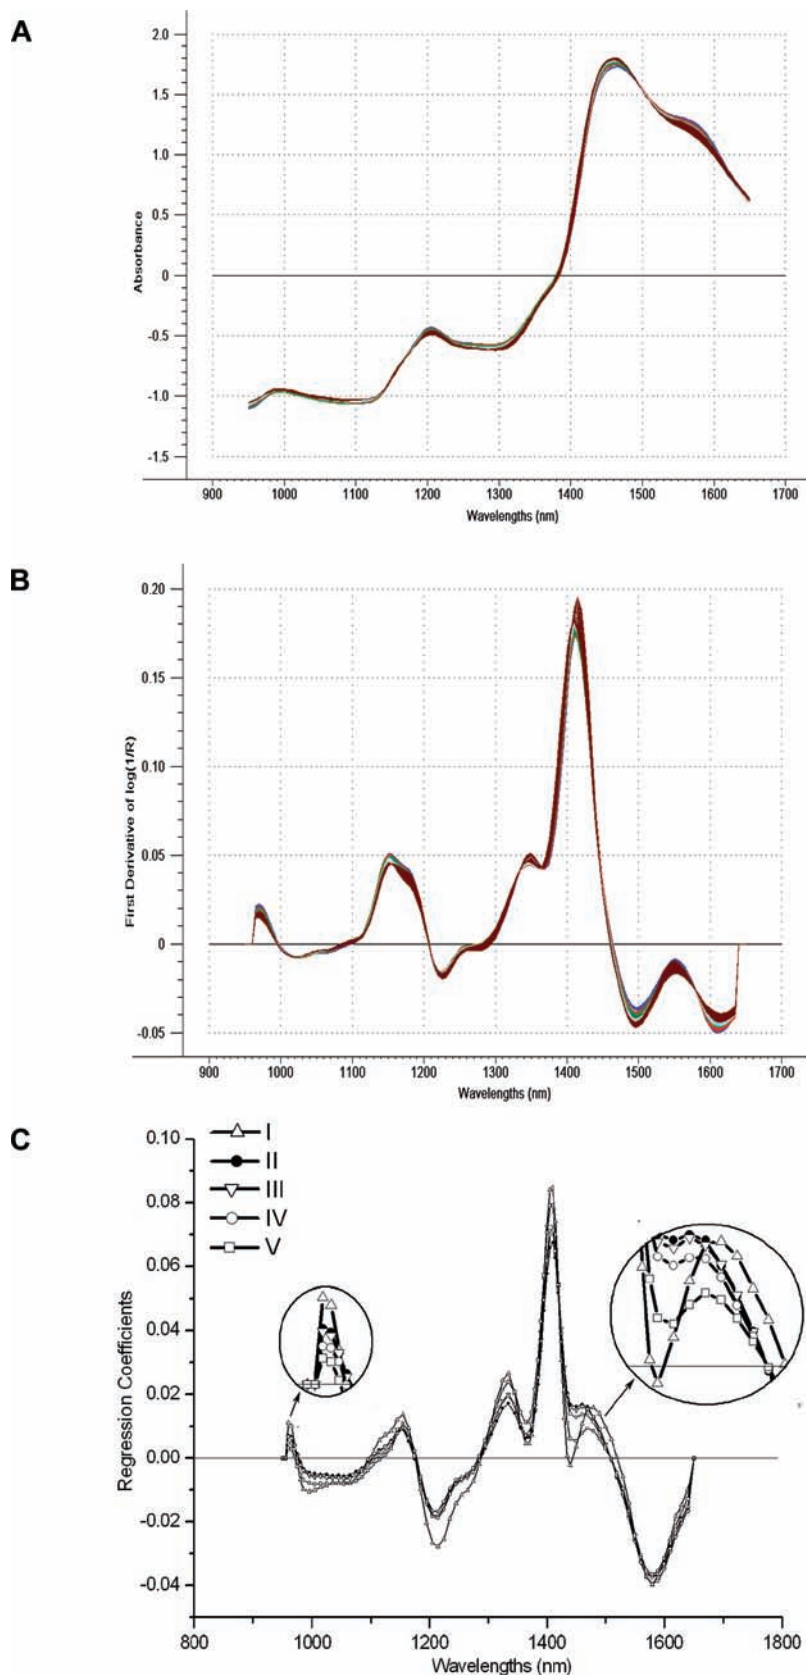 A
2.0
1.5
1.0
0.5
0
-0.5
-1.0
-1.5
Absorbance
900 1000 1100 1200 1300 1400 1500 1600 1700
Wavelengths (nm)
B
0.20
0.15
0.10
0.05
0
-0.05
First Derivative of log(1/R)
900 1000 1100 1200 1300 1400 1500 1600 1700
Wavelengths (nm)
C
0.10
0.08
0.06
0.04
0.02
0.00
-0.02
-0.04
Regression Coefficients
I
II
III
IV
V
800 1000 1200 1400 1600 1800
Wavelengths (nm)